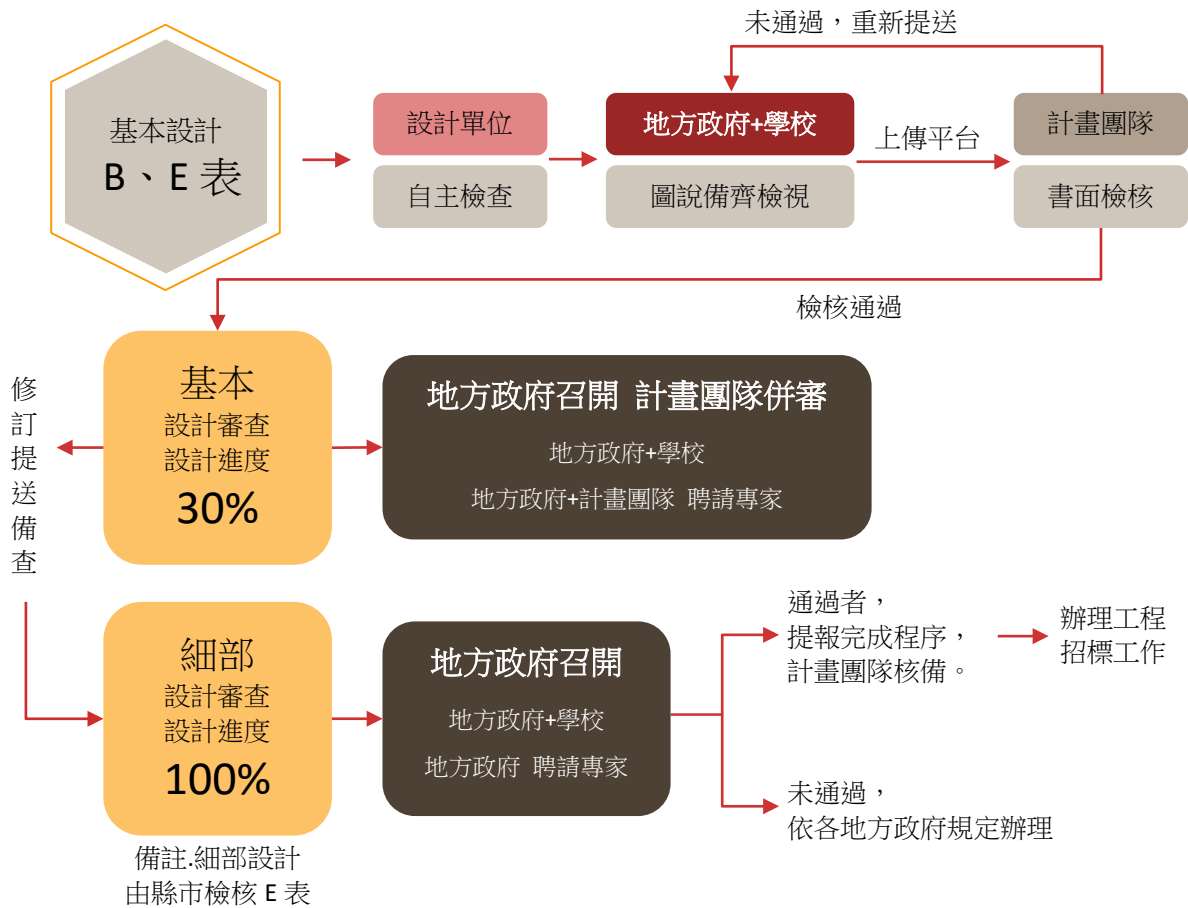 未通過，重新提送
基本設計
B、E 表
設計單位
自主檢查
地方政府+學校
圖說備齊檢視
上傳平台
計畫團隊
書面檢核
檢核通過
修訂提送備查
基本
設計審查
設計進度
30%
地方政府召開 計畫團隊併審
地方政府+學校
地方政府+計畫團隊 聘請專家
細部
設計審查
設計進度
100%
備註.細部設計
由縣市檢核 E 表
地方政府召開
地方政府+學校
地方政府 聘請專家
通過者，
提報完成程序，
計畫團隊核備。
辦理工程
招標工作
未通過，
依各地方政府規定辦理